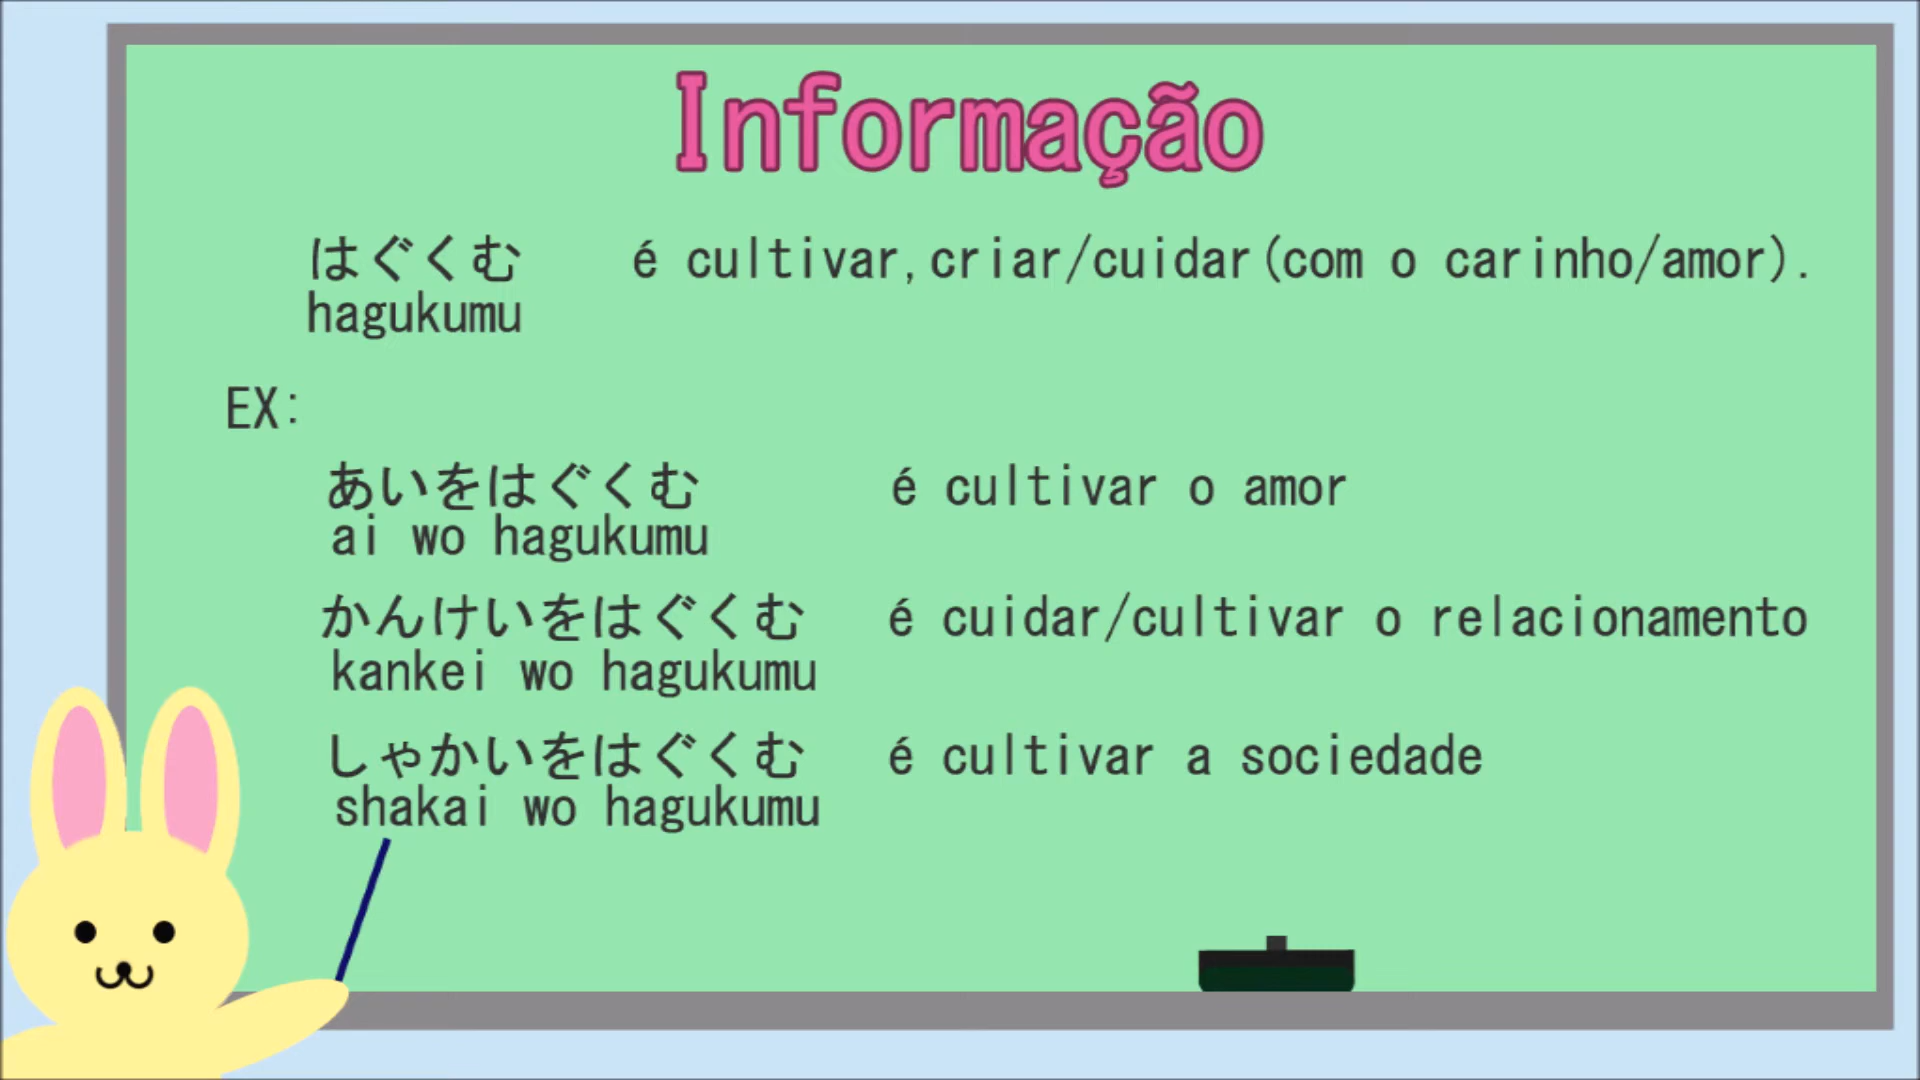 Informação
はぐくむ é cultivar,criar/cuidar(com o carinho/amor).
hagukumu
EX:
あいをはぐくむ é cultivar o amor
ai wo hagukumu
かんけいをはぐくむ é cuidar/cultivar o relacionamento
kankei wo hagukumu
しゃかいをはぐくむ é cultivar a sociedade
shakai wo hagukumu